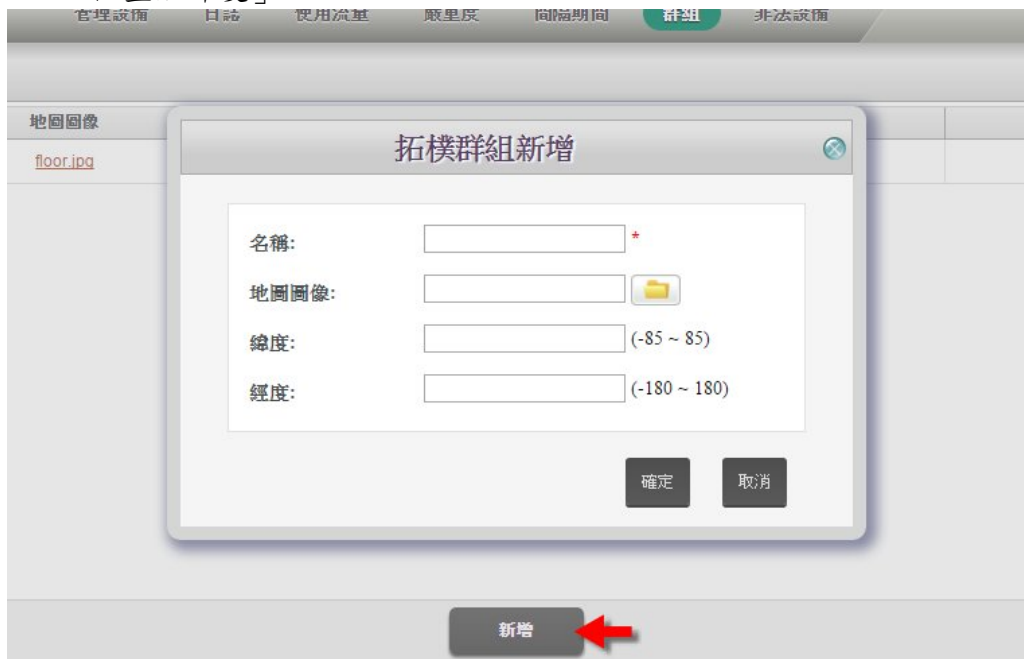 管理設備 日誌 使用流量 嚴重度 間隔期間 群組 非法設備
地圖圖像
floor.jpg
拓樸群組新增
名稱: *
地圖圖像:
緯度: (-85 ~ 85)
經度: (-180 ~ 180)
確定 取消
新增